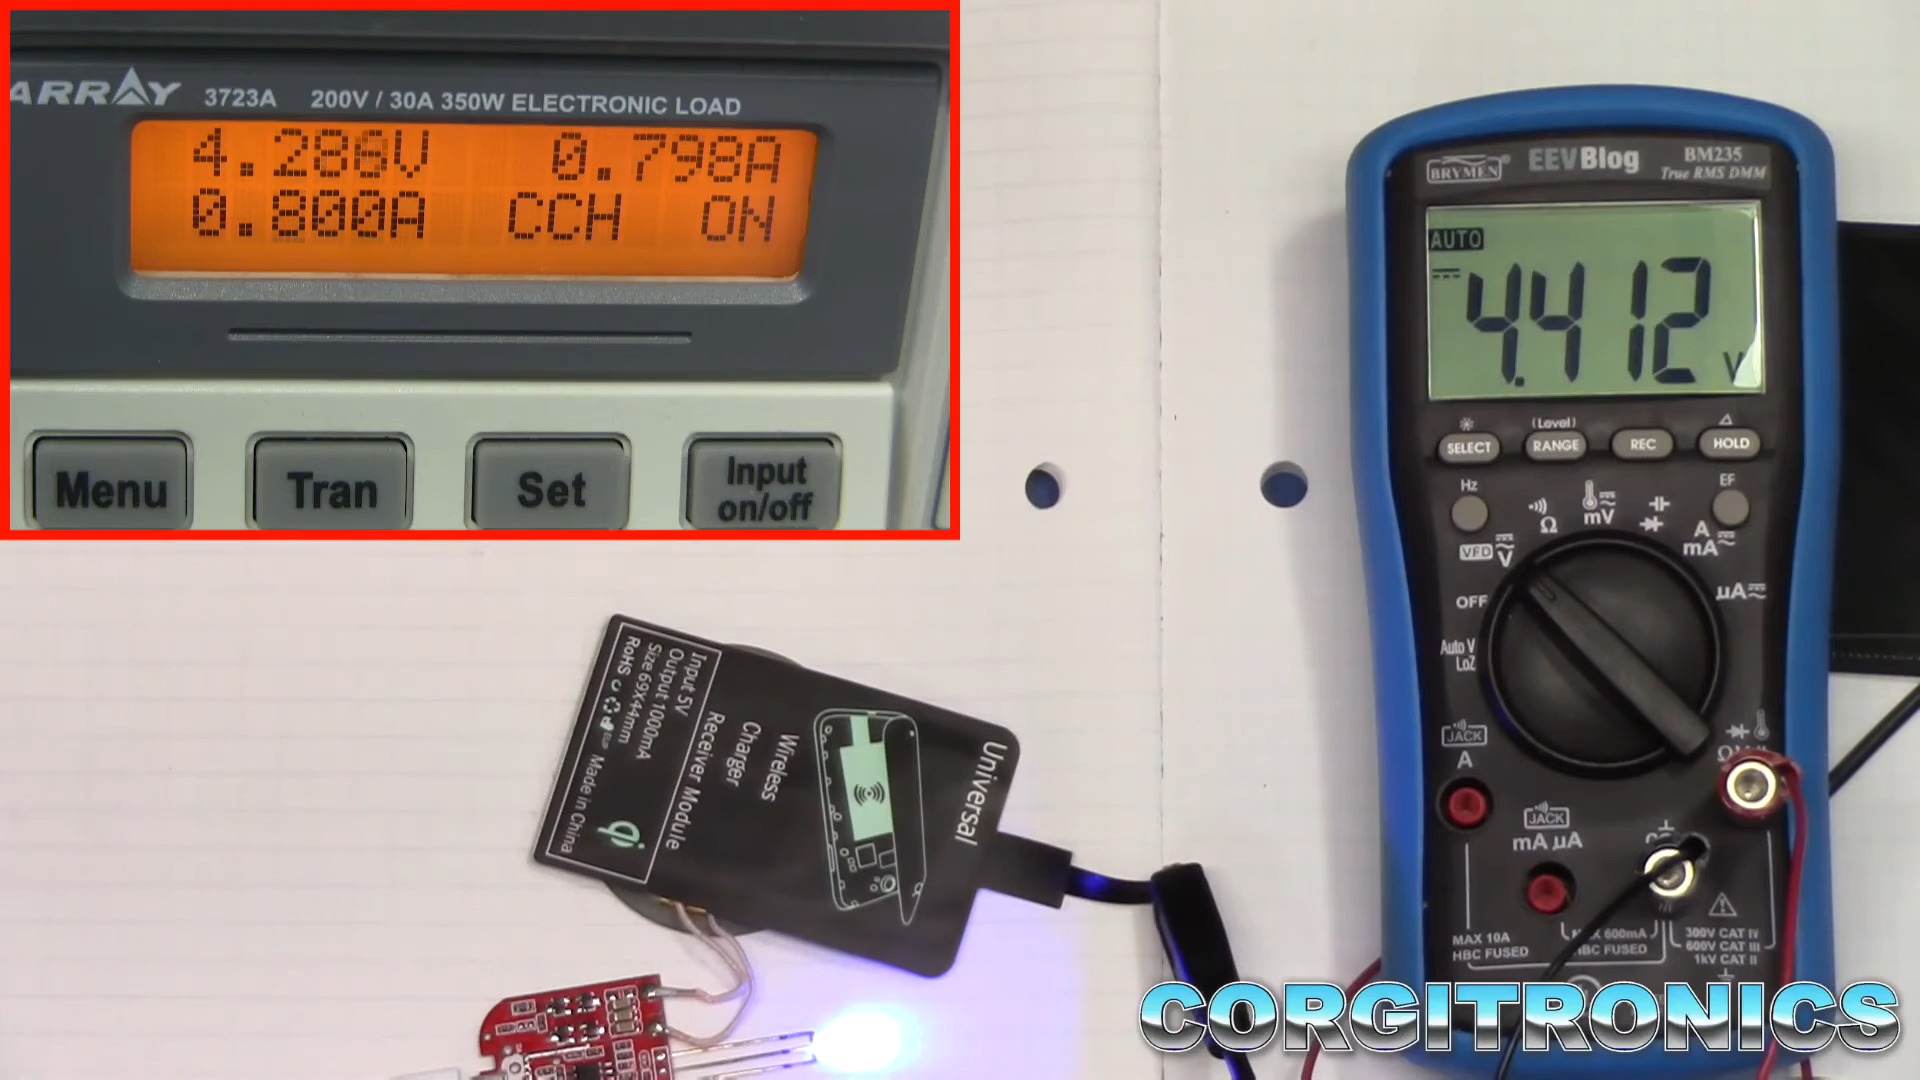 ARRAY 3723A 200V / 30A 350W ELECTRONIC LOAD
4.286V 0.798A
0.800A CCH ON
Menu Tran Set Input on/off
BRYMEN® EEVBlog BM235
True RMS DMM
AUTO
4.412 V
SELECT (Level) RANGE REC HOLD
Hz EF
VFD V Ω mV A mA
OFF µA
Auto V LoZ
JACK A
JACK mA µA
MAX 10A HBC FUSED
300V CAT IV
600V CAT III
1kV CAT II
Universal
Wireless
Charger
Receiver Module
Input 5V
Output 1000mA
Size 69X44mm
RoHS
Made in China
qi
CORGITRONICS